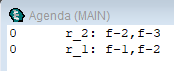 Agenda (MAIN)
0 r_2: f-2,f-3
0 r_1: f-1,f-2